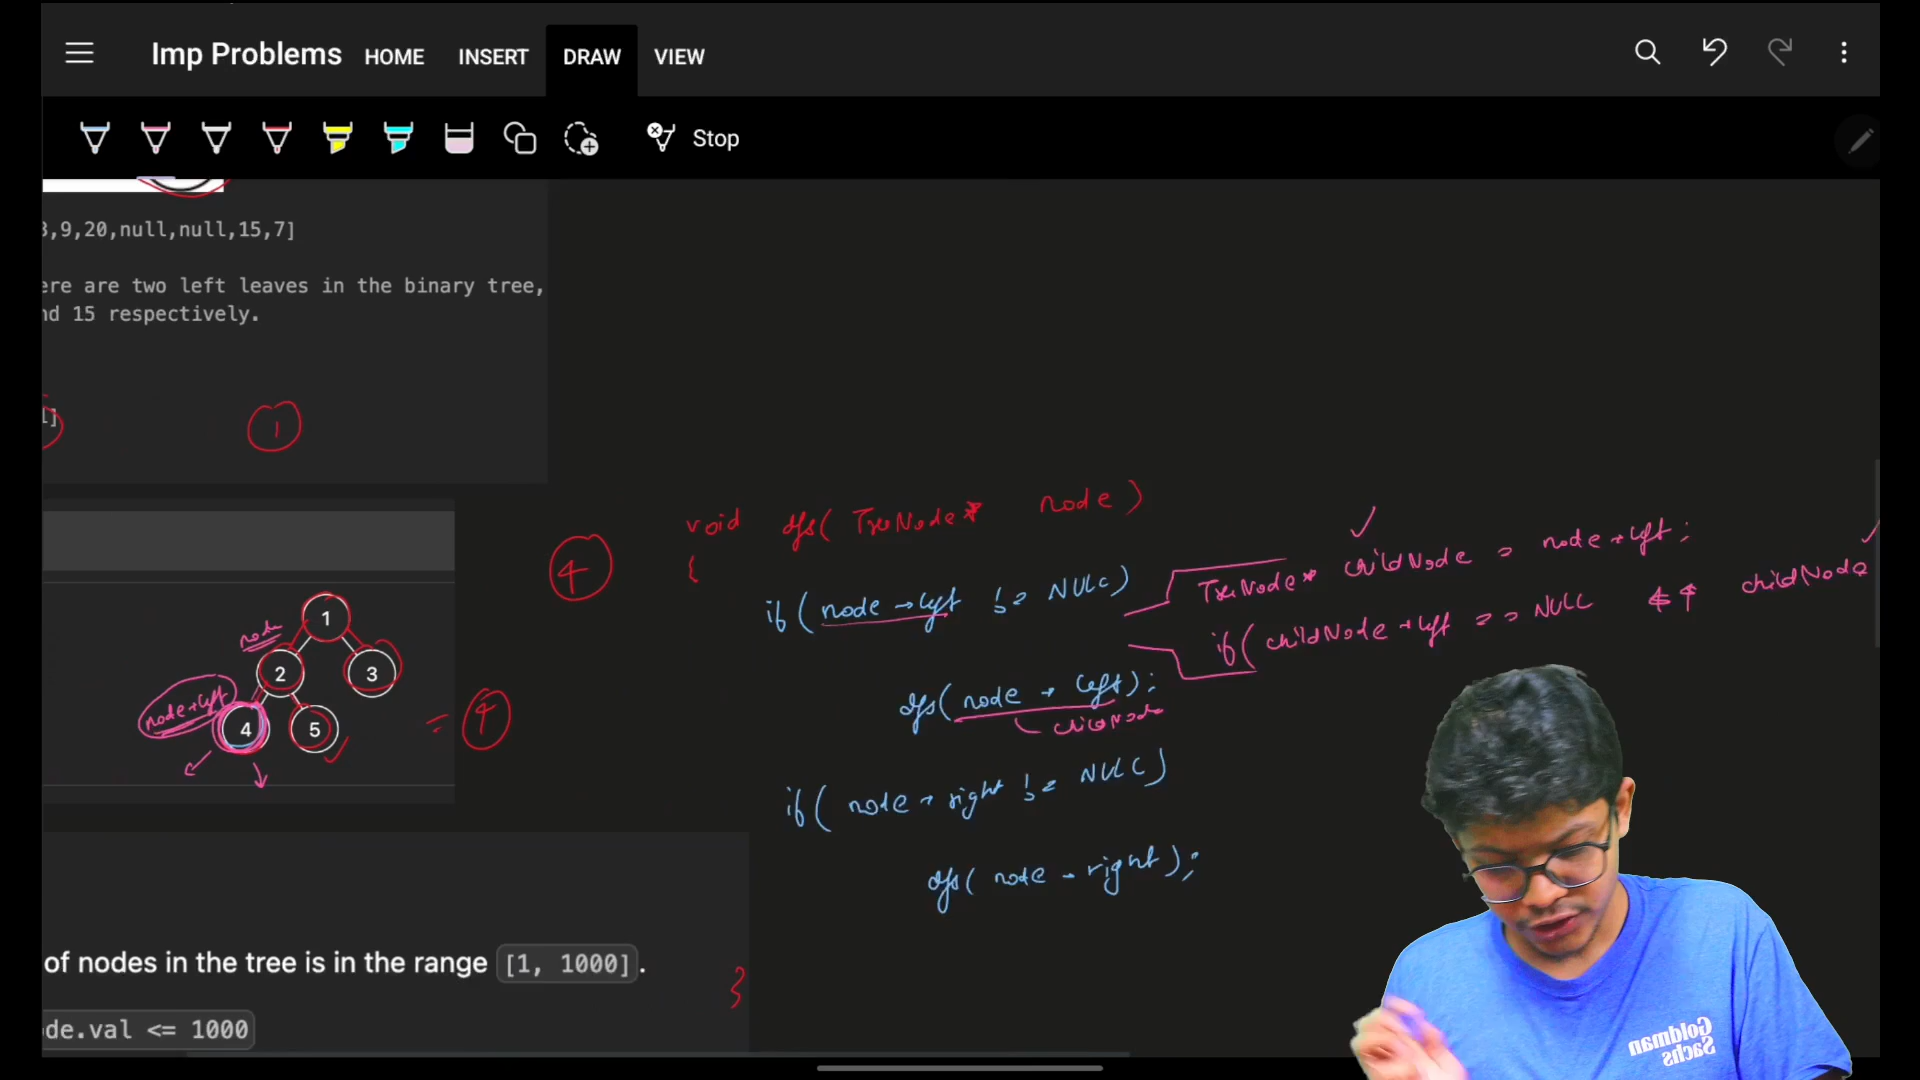 Imp Problems HOME INSERT DRAW VIEW
Stop
3,9,20,null,null,15,7]
ere are two left leaves in the binary tree,
nd 15 respectively.
l]
1
void dfs( TreeNode* node )
{
4
if( node → left != NULL )
TreeNode* childNode = node → left;
if( childNode → left == NULL && childNode
1
node
2
3
node→left
4
5
= 4
dfs( node → left );
childNode
if( node → right != NULL )
dfs( node → right );
}
of nodes in the tree is in the range [1, 1000].
de.val <= 1000
Goldman
Sachs